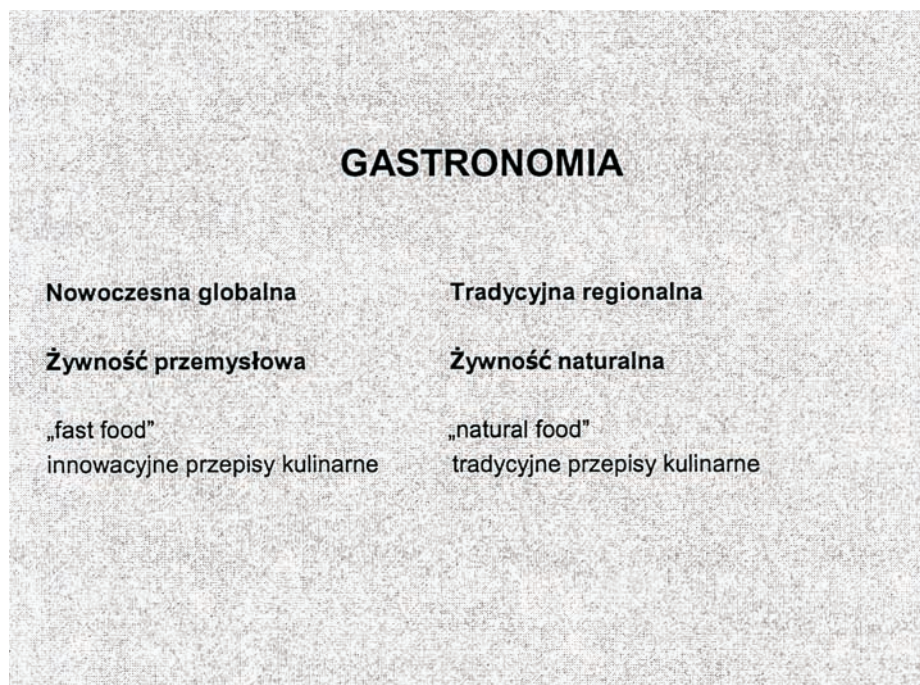 GASTRONOMIA
Nowoczesna globalna
Tradycyjna regionalna
Żywność przemysłowa
Żywność naturalna
„fast food”
„natural food”
innowacyjne przepisy kulinarne
tradycyjne przepisy kulinarne